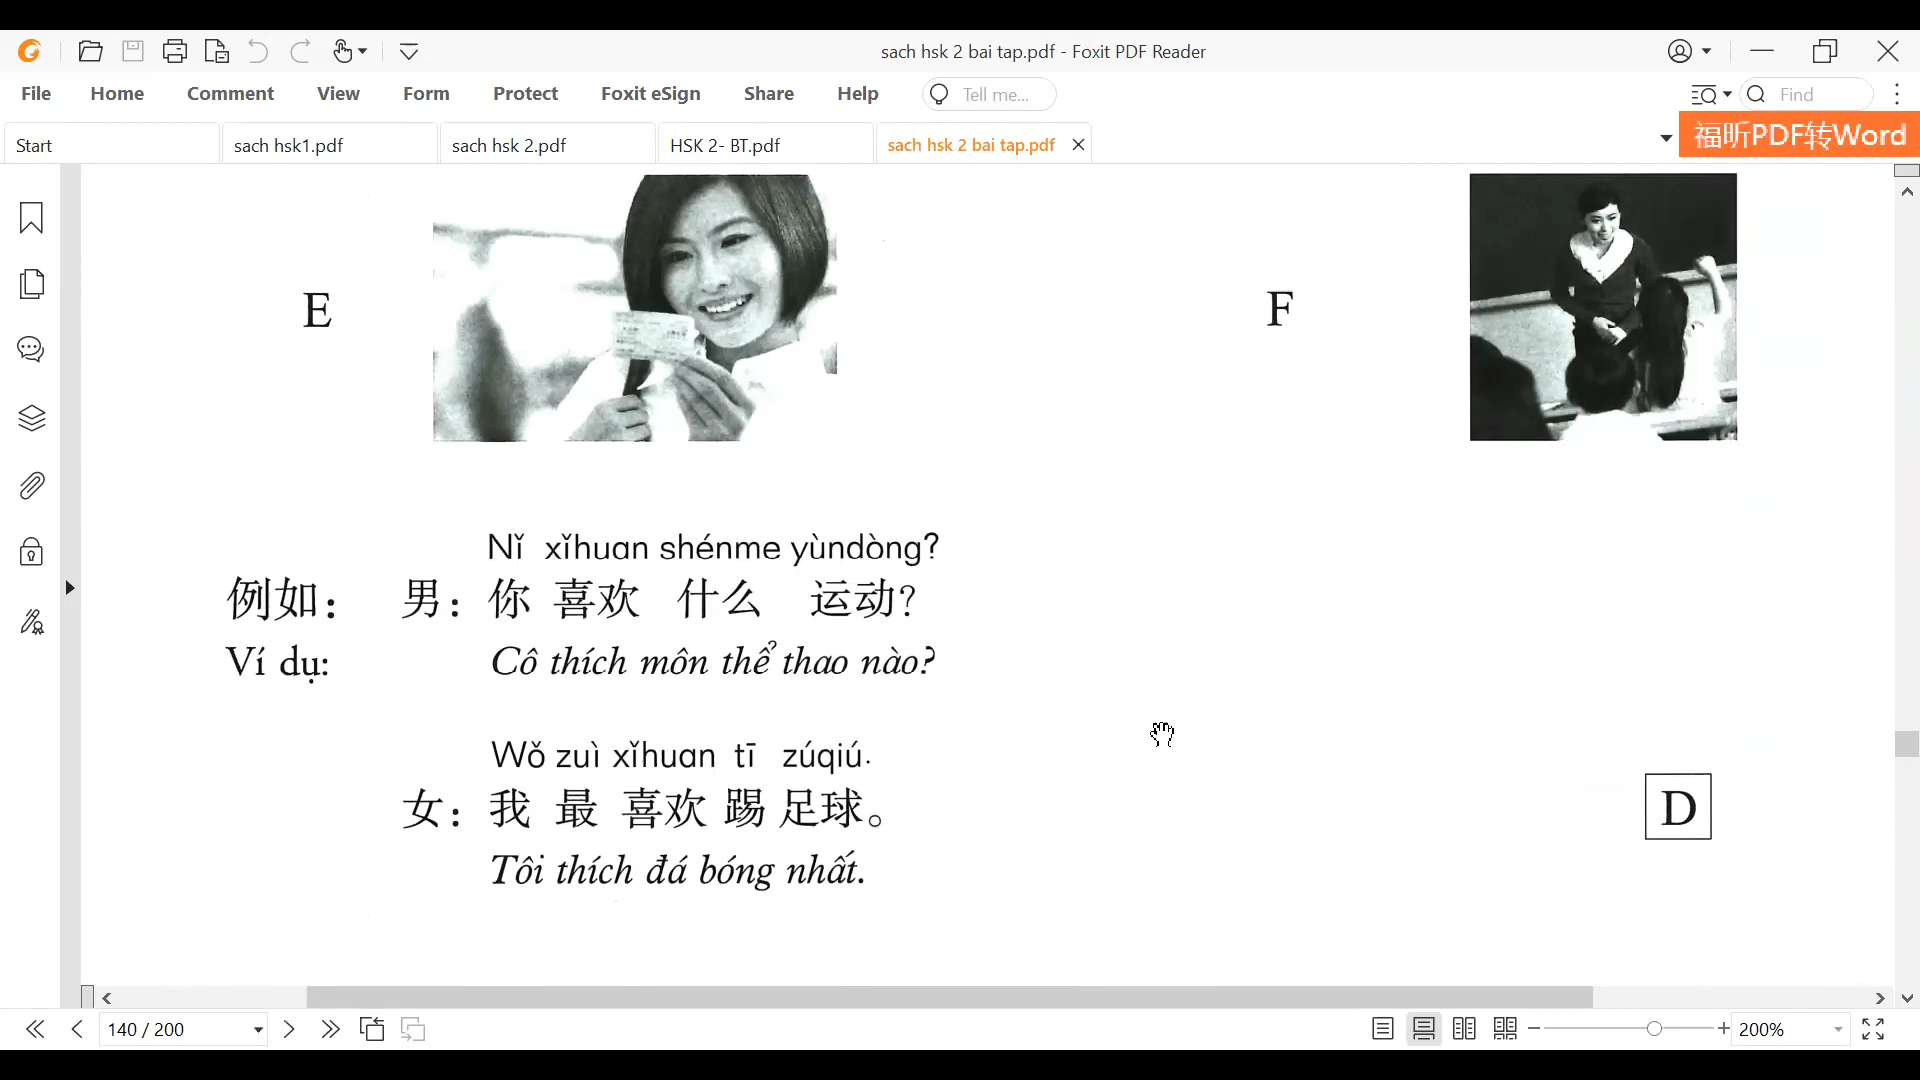 sach hsk 2 bai tap.pdf - Foxit PDF Reader
File Home Comment View Form Protect Foxit eSign Share Help Tell me... Find
福昕PDF转Word
Start sach hsk1.pdf sach hsk 2.pdf HSK 2- BT.pdf sach hsk 2 bai tap.pdf
E F
Nǐ xǐhuan shénme yùndòng?
例如： 男：你 喜欢 什么 运动？
Ví dụ: Cô thích môn thể thao nào?
Wǒ zuì xǐhuan tī zúqiú.
女：我 最 喜欢 踢 足球。 D
Tôi thích đá bóng nhất.
140 / 200 200%